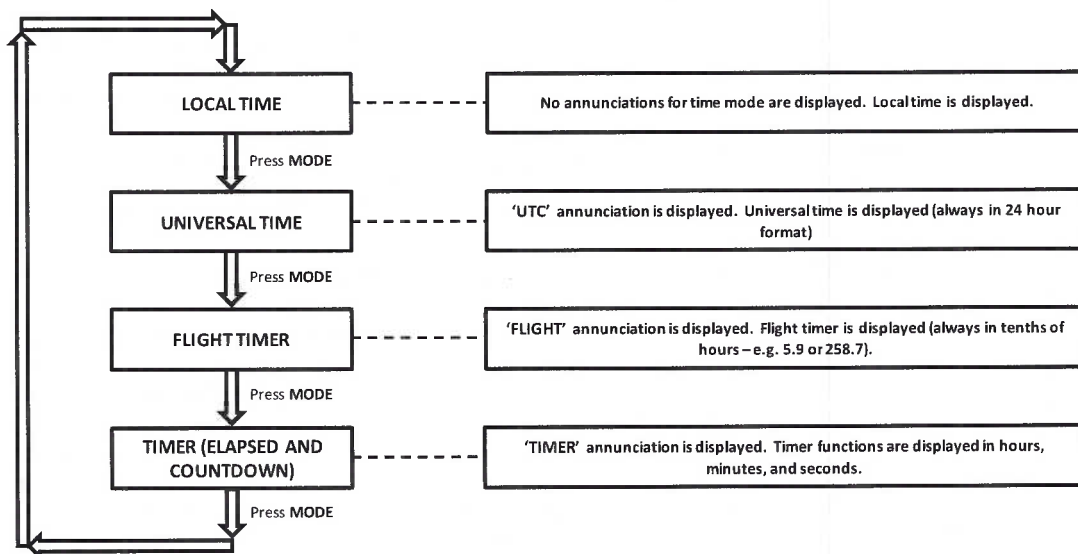 LOCAL TIME
No annunciations for time mode are displayed. Local time is displayed.
Press MODE
UNIVERSAL TIME
‘UTC’ annunciation is displayed. Universal time is displayed (always in 24 hour
format)
Press MODE
FLIGHT TIMER
‘FLIGHT’ annunciation is displayed. Flight timer is displayed (always in tenths of
hours – e.g. 5.9 or 258.7).
Press MODE
TIMER (ELAPSED AND
COUNTDOWN)
‘TIMER’ annunciation is displayed. Timer functions are displayed in hours,
minutes, and seconds.
Press MODE